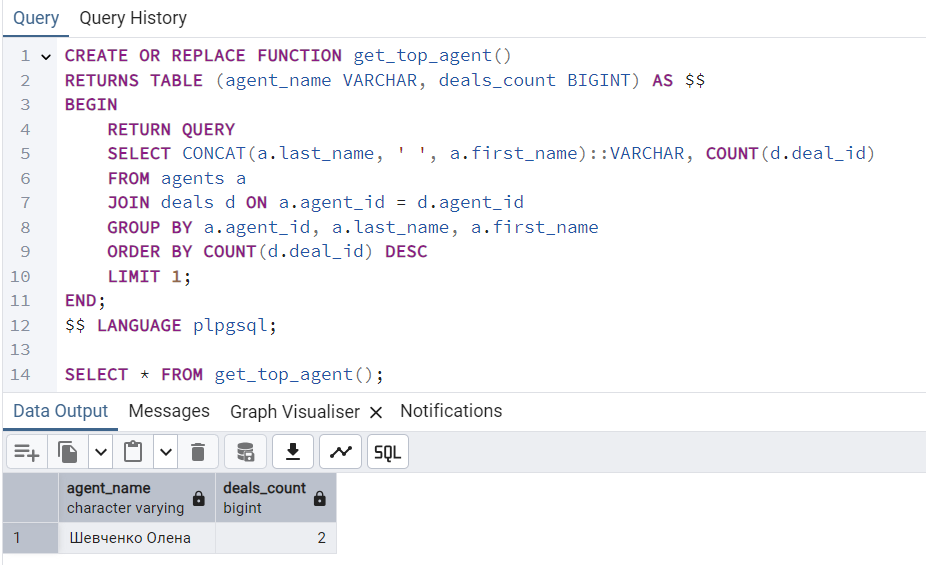 Query Query History
1 CREATE OR REPLACE FUNCTION get_top_agent()
2 RETURNS TABLE (agent_name VARCHAR, deals_count BIGINT) AS $$
3 BEGIN
4 RETURN QUERY
5 SELECT CONCAT(a.last_name, ' ', a.first_name)::VARCHAR, COUNT(d.deal_id)
6 FROM agents a
7 JOIN deals d ON a.agent_id = d.agent_id
8 GROUP BY a.agent_id, a.last_name, a.first_name
9 ORDER BY COUNT(d.deal_id) DESC
10 LIMIT 1;
11 END;
12 $$ LANGUAGE plpgsql;
13
14 SELECT * FROM get_top_agent();
Data Output Messages Graph Visualiser Notifications
SQL
agent_name deals_count
character varying bigint
1 Шевченко Олена 2